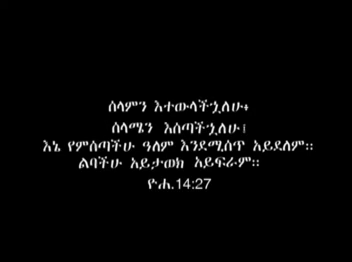 ሰላምን እተውላችኋለሁ፥
ሰላሜን እሰጣችኋለሁ፤
እኔ የምሰጣችሁ ዓለም እንደሚሰጥ አይደለም።
ልባችሁ አይታወክ አይፍራም።
ዮሐ.14:27